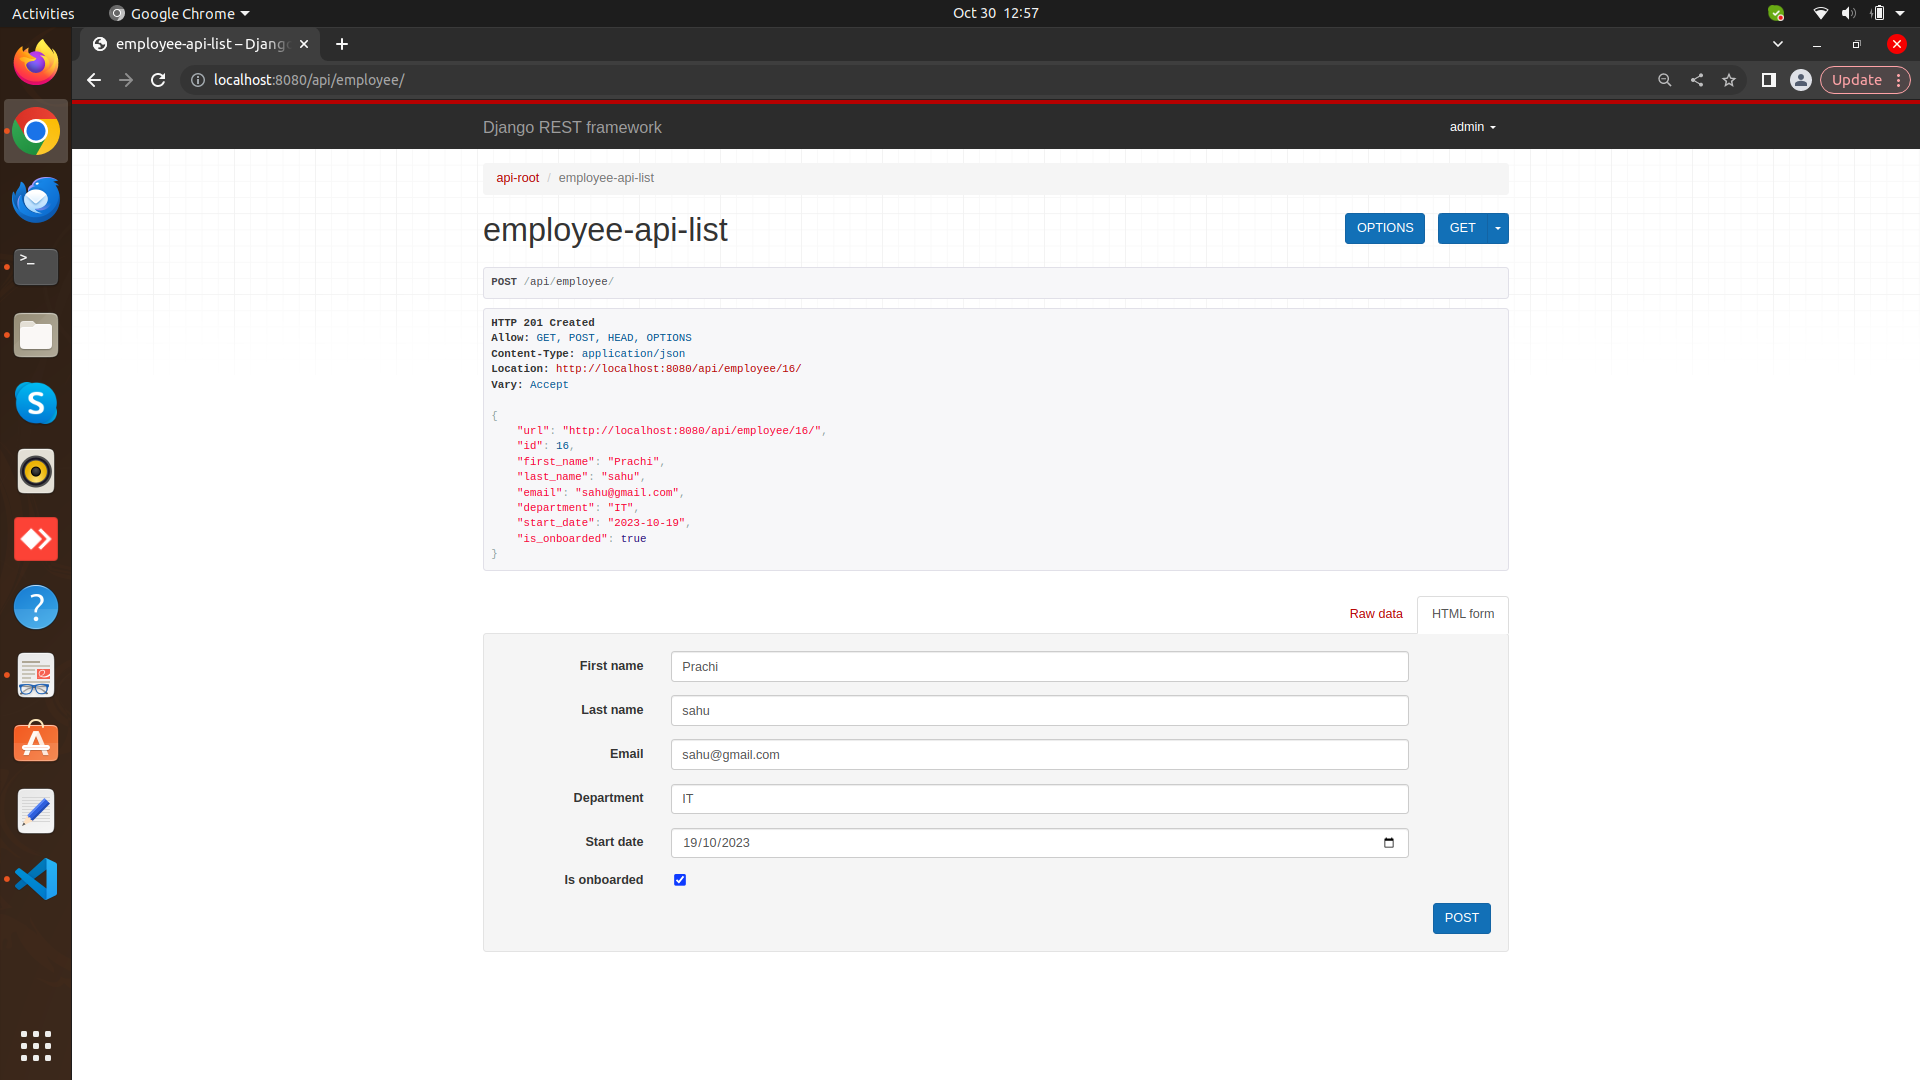 Activities Google Chrome Oct 30 12:57
employee-api-list – Django
localhost:8080/api/employee/ Update
Django REST framework admin
api-root / employee-api-list
employee-api-list OPTIONS GET
POST /api/employee/
HTTP 201 Created
Allow: GET, POST, HEAD, OPTIONS
Content-Type: application/json
Location: http://localhost:8080/api/employee/16/
Vary: Accept
{
"url": "http://localhost:8080/api/employee/16/",
"id": 16,
"first_name": "Prachi",
"last_name": "sahu",
"email": "sahu@gmail.com",
"department": "IT",
"start_date": "2023-10-19",
"is_onboarded": true
}
Raw data HTML form
First name Prachi
Last name sahu
Email sahu@gmail.com
Department IT
Start date 19/10/2023
Is onboarded
POST